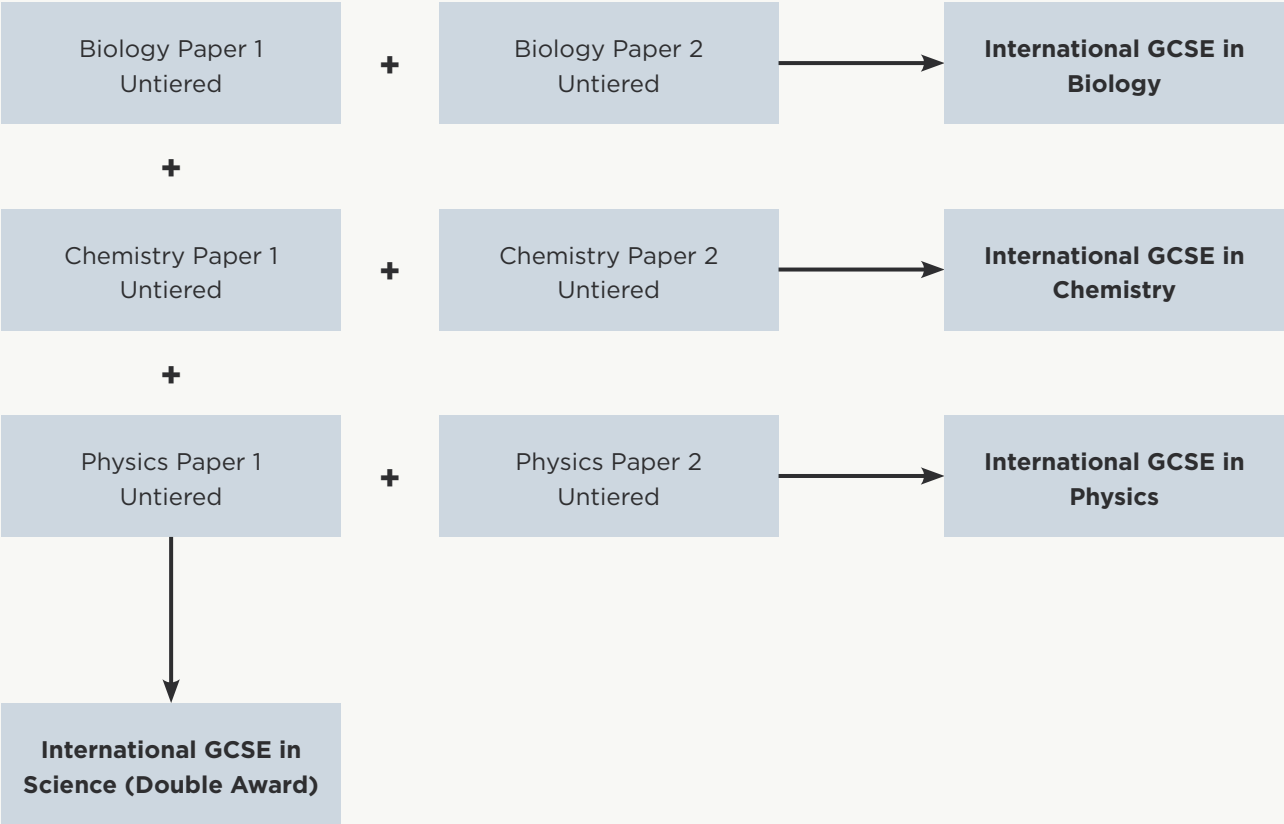 Biology Paper 1
Untiered
+
Biology Paper 2
Untiered
International GCSE in
Biology
+
Chemistry Paper 1
Untiered
+
Chemistry Paper 2
Untiered
International GCSE in
Chemistry
+
Physics Paper 1
Untiered
+
Physics Paper 2
Untiered
International GCSE in
Physics
International GCSE in
Science (Double Award)